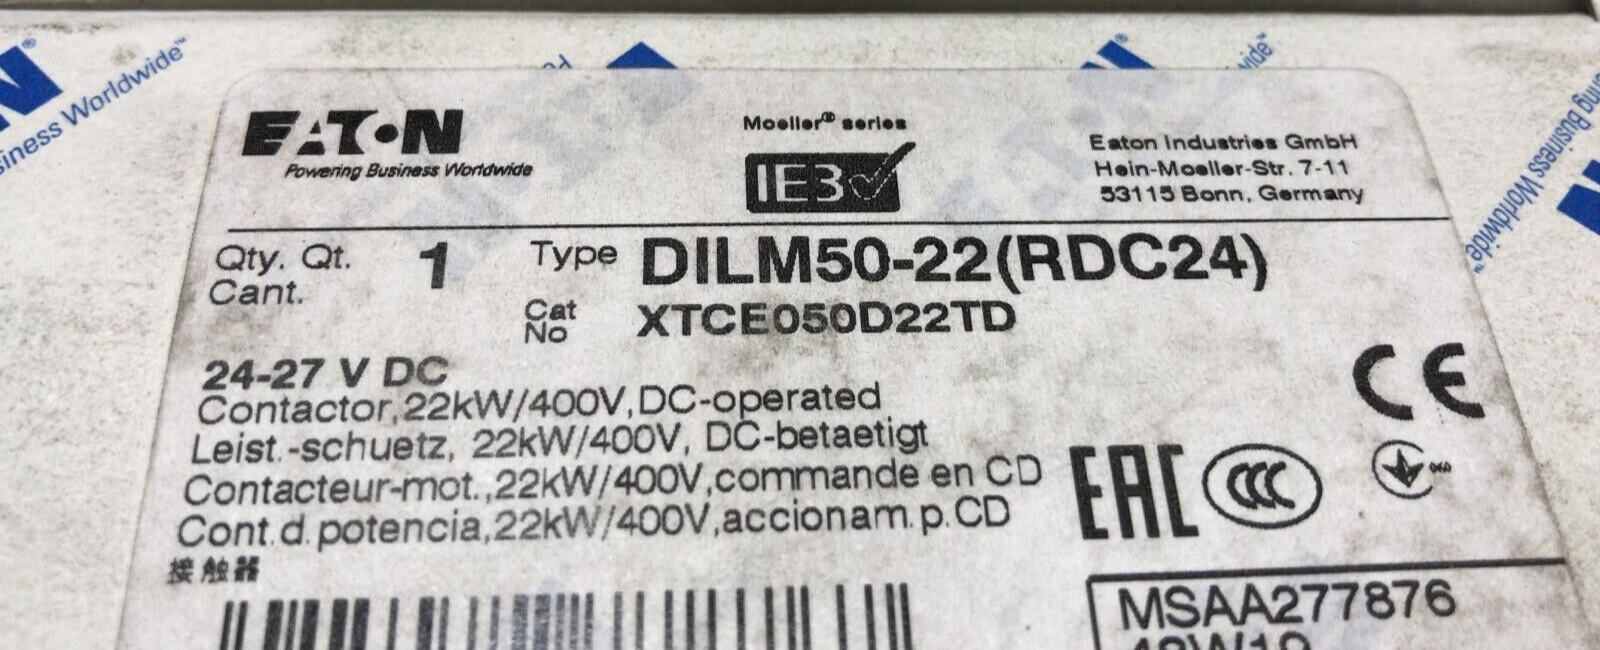 EATON
Powering Business Worldwide
Moeller® series
IE3
Eaton Industries GmbH
Hein-Moeller-Str. 7-11
53115 Bonn, Germany
Qty. Qt.
Cant.
1
Type DILM50-22(RDC24)
Cat
No
XTCE050D22TD
24-27 V DC
Contactor,22kW/400V,DC-operated
Leist.-schuetz, 22kW/400V, DC-betaetigt
Contacteur-mot.,22kW/400V,commande en CD
Cont.d.potencia,22kW/400V,accionam.p.CD
接触器
CE
EAC
CCC
MSAA277876
Business Worldwide™
Business Worldwide™